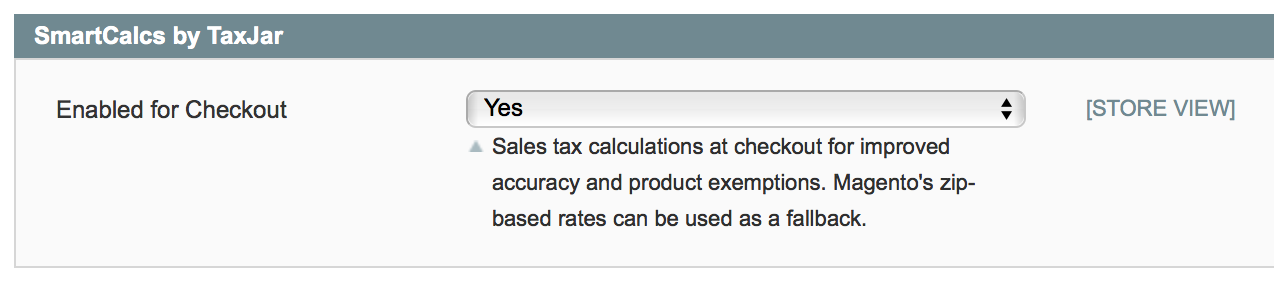 SmartCalcs by TaxJar
Enabled for Checkout
Yes
[STORE VIEW]
Sales tax calculations at checkout for improved
accuracy and product exemptions. Magento's zip-
based rates can be used as a fallback.